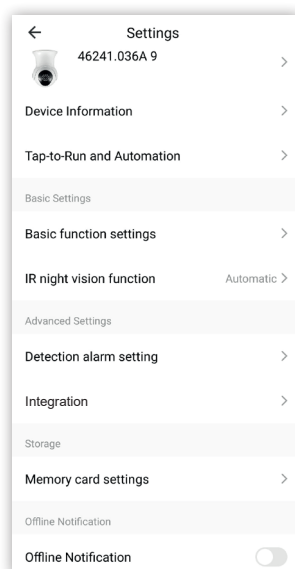 Settings
46241.036A 9
Device Information
Tap-to-Run and Automation
Basic Settings
Basic function settings
IR night vision function Automatic
Advanced Settings
Detection alarm setting
Integration
Storage
Memory card settings
Offline Notification
Offline Notification